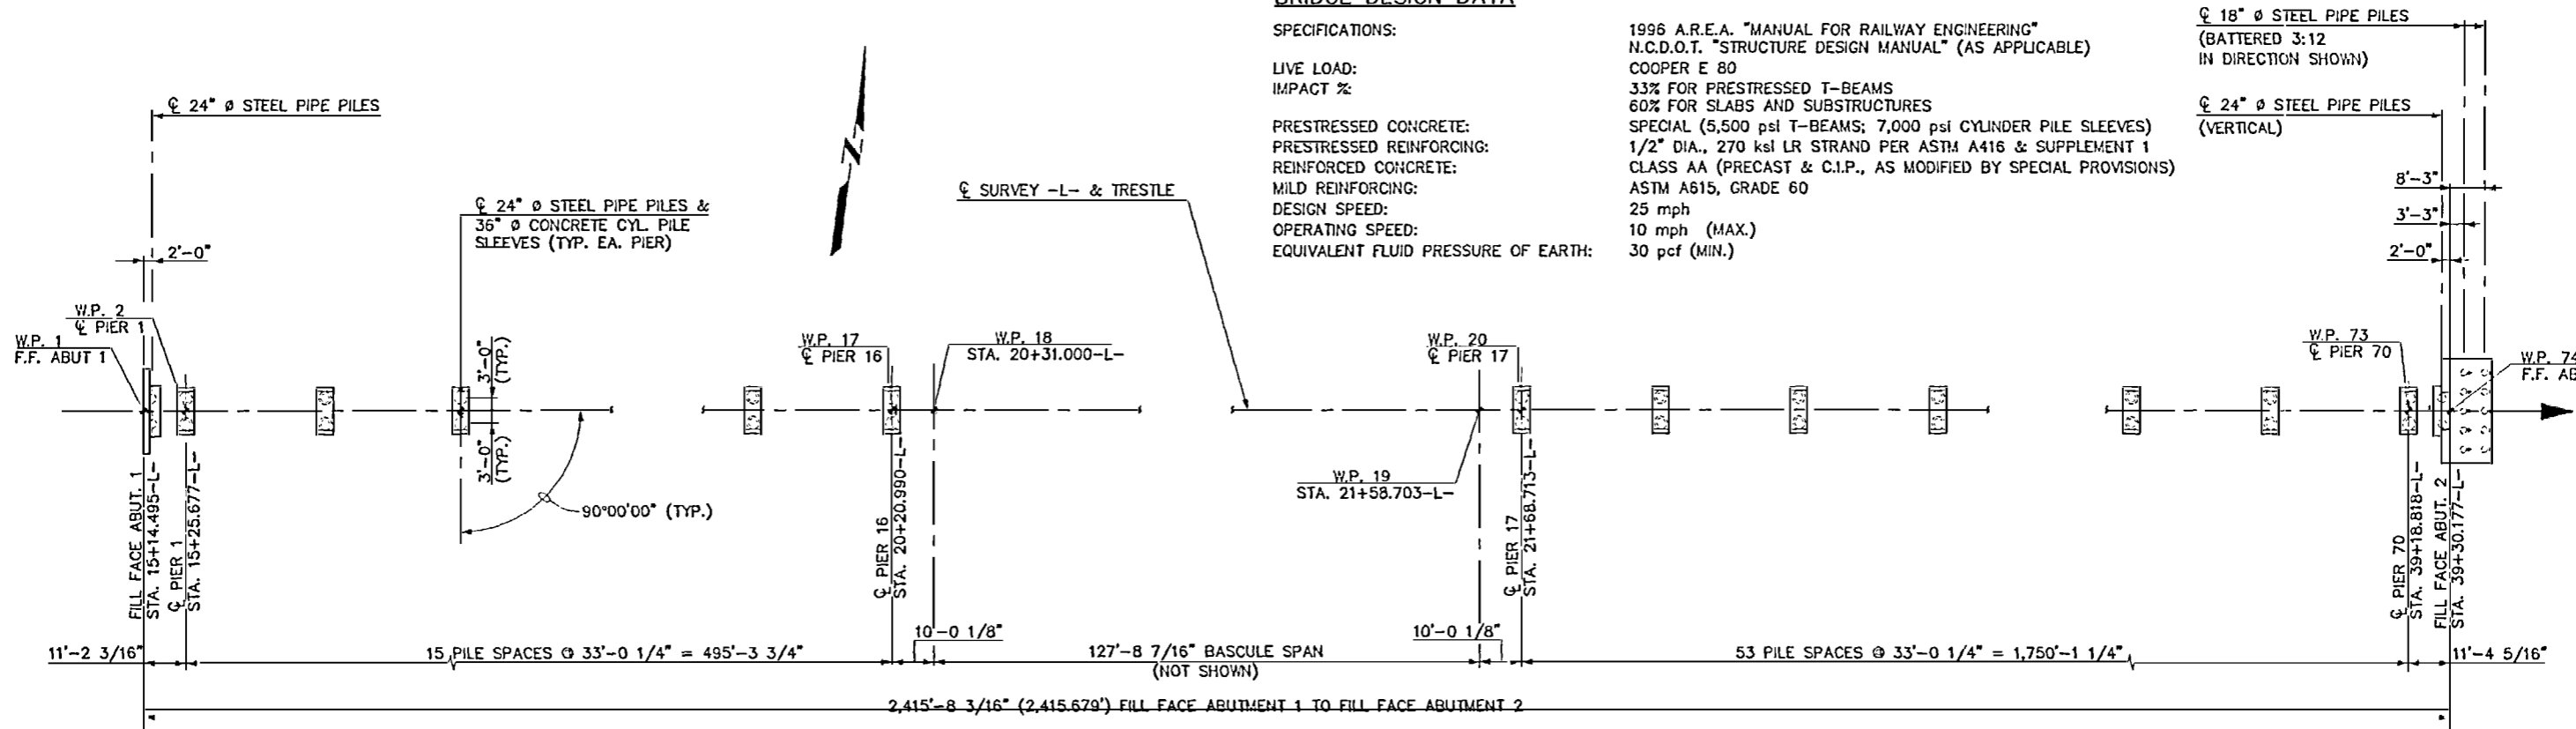 BRIDGE DESIGN DATA
SPECIFICATIONS: 1996 A.R.E.A. "MANUAL FOR RAILWAY ENGINEERING"
N.C.D.O.T. "STRUCTURE DESIGN MANUAL" (AS APPLICABLE)
LIVE LOAD: COOPER E 80
IMPACT %: 33% FOR PRESTRESSED T-BEAMS
60% FOR SLABS AND SUBSTRUCTURES
PRESTRESSED CONCRETE: SPECIAL (5,500 psi T-BEAMS; 7,000 psi CYLINDER PILE SLEEVES)
PRESTRESSED REINFORCING: 1/2" DIA., 270 ksi LR STRAND PER ASTM A416 & SUPPLEMENT 1
REINFORCED CONCRETE: CLASS AA (PRECAST & C.I.P., AS MODIFIED BY SPECIAL PROVISIONS)
MILD REINFORCING: ASTM A615, GRADE 60
DESIGN SPEED: 25 mph
OPERATING SPEED: 10 mph (MAX.)
EQUIVALENT FLUID PRESSURE OF EARTH: 30 pcf (MIN.)
℄ 18" Ø STEEL PIPE PILES
(BATTERED 3:12
IN DIRECTION SHOWN)
℄ 24" Ø STEEL PIPE PILES
(VERTICAL)
8'-3"
3'-3"
2'-0"
℄ 24" Ø STEEL PIPE PILES
2'-0"
℄ 24" Ø STEEL PIPE PILES &
36" Ø CONCRETE CYL. PILE
SLEEVES (TYP. EA. PIER)
N
℄ SURVEY -L- & TRESTLE
W.P. 1
F.F. ABUT 1
W.P. 2
℄ PIER 1
3'-0"
(TYP.)
3'-0"
(TYP.)
90°00'00" (TYP.)
W.P. 17
℄ PIER 16
W.P. 18
STA. 20+31.000-L-
W.P. 19
STA. 21+58.703-L-
W.P. 20
℄ PIER 17
W.P. 73
℄ PIER 70
W.P. 74
F.F. AB
FILL FACE ABUT. 1
STA. 15+14.495-L-
℄ PIER 1
STA. 15+25.677-L-
℄ PIER 16
STA. 20+20.990-L-
℄ PIER 17
STA. 21+68.713-L-
℄ PIER 70
STA. 39+18.818-L-
FILL FACE ABUT. 2
STA. 39+30.177-L-
11'-2 3/16"
15 PILE SPACES @ 33'-0 1/4" = 495'-3 3/4"
10'-0 1/8"
127'-8 7/16" BASCULE SPAN
(NOT SHOWN)
10'-0 1/8"
53 PILE SPACES @ 33'-0 1/4" = 1,750'-1 1/4"
11'-4 5/16"
2,415'-8 3/16" (2,415.679') FILL FACE ABUTMENT 1 TO FILL FACE ABUTMENT 2